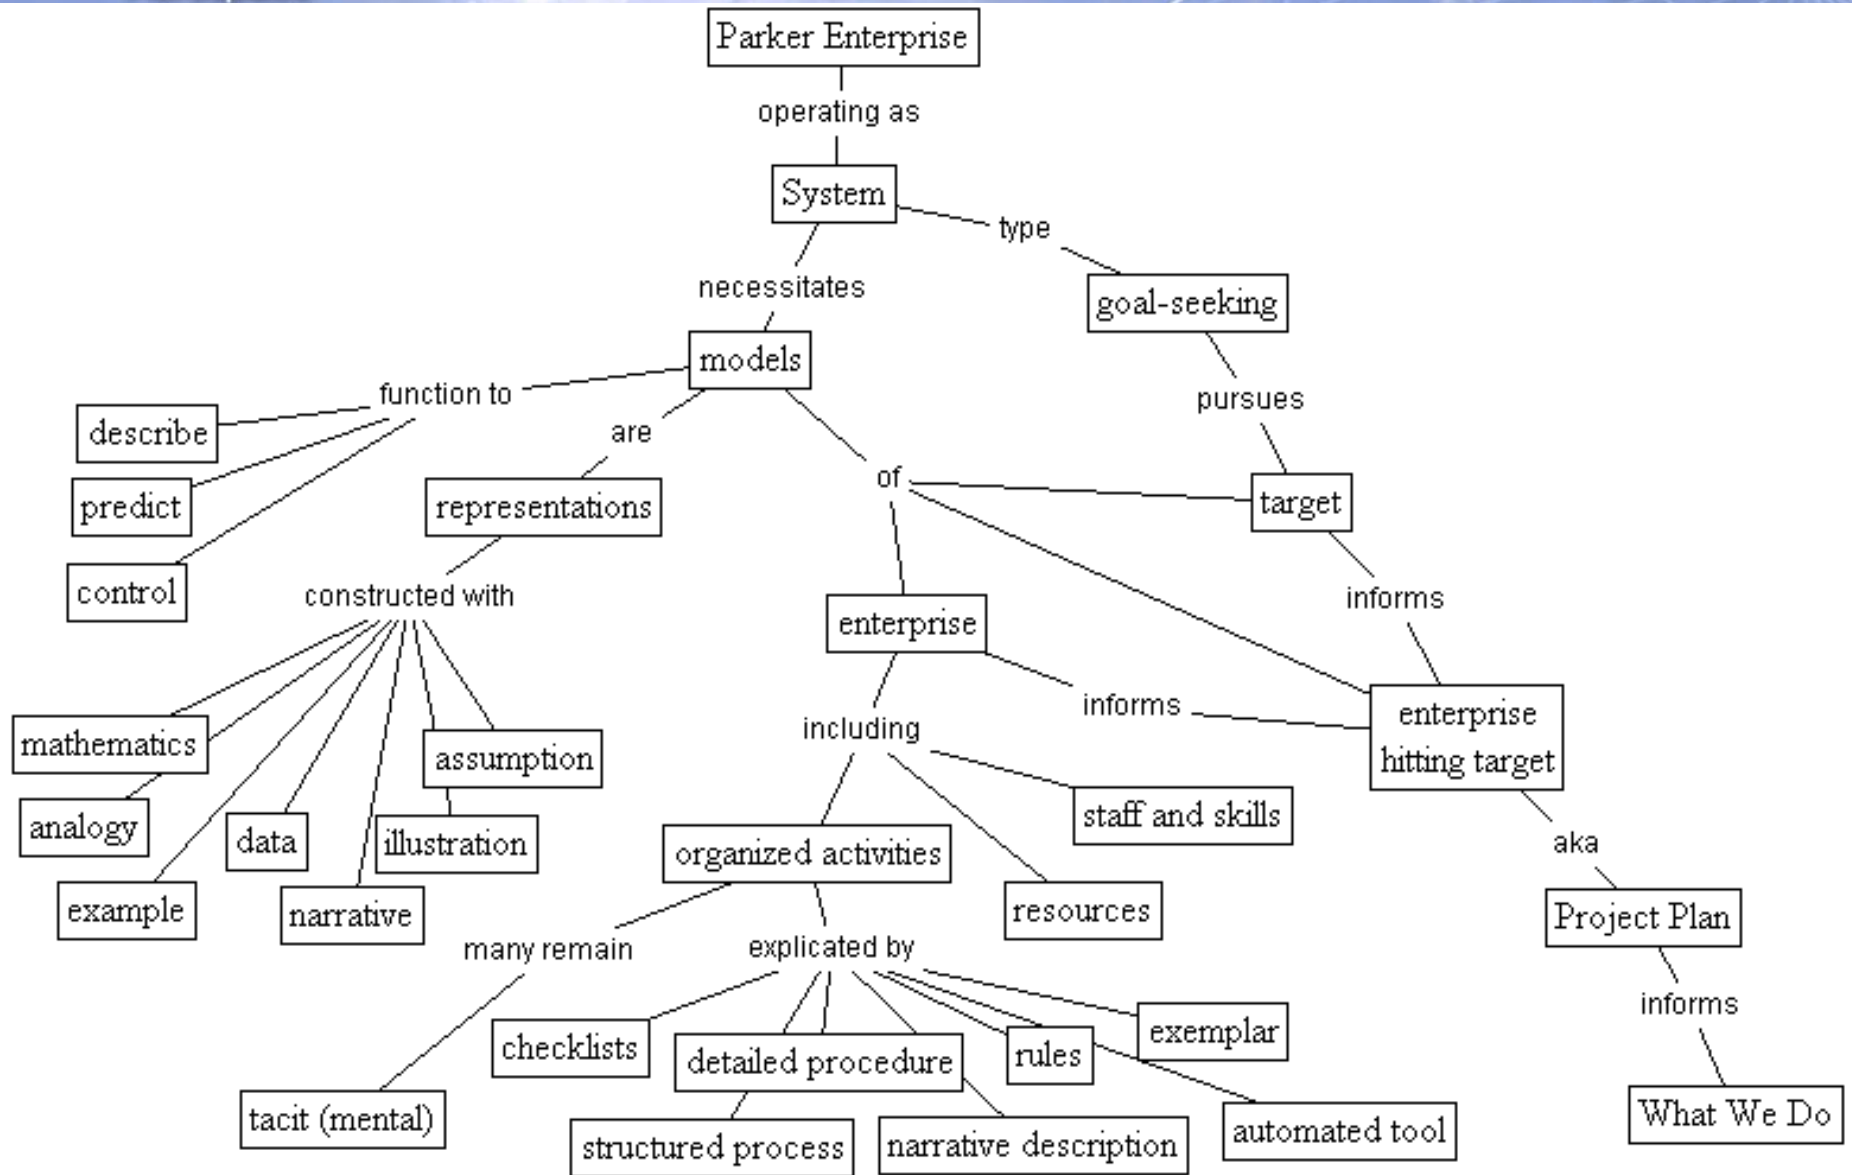 Parker Enterprise
operating as
System
type
necessitates
goal-seeking
models
function to
pursues
describe
are
of
predict
representations
target
control
constructed with
informs
enterprise
mathematics
assumption
including
informs
enterprise
hitting target
analogy
data
illustration
staff and skills
organized activities
aka
example
narrative
resources
Project Plan
many remain
explicated by
informs
checklists
detailed procedure
rules
exemplar
tacit (mental)
structured process
narrative description
automated tool
What We Do